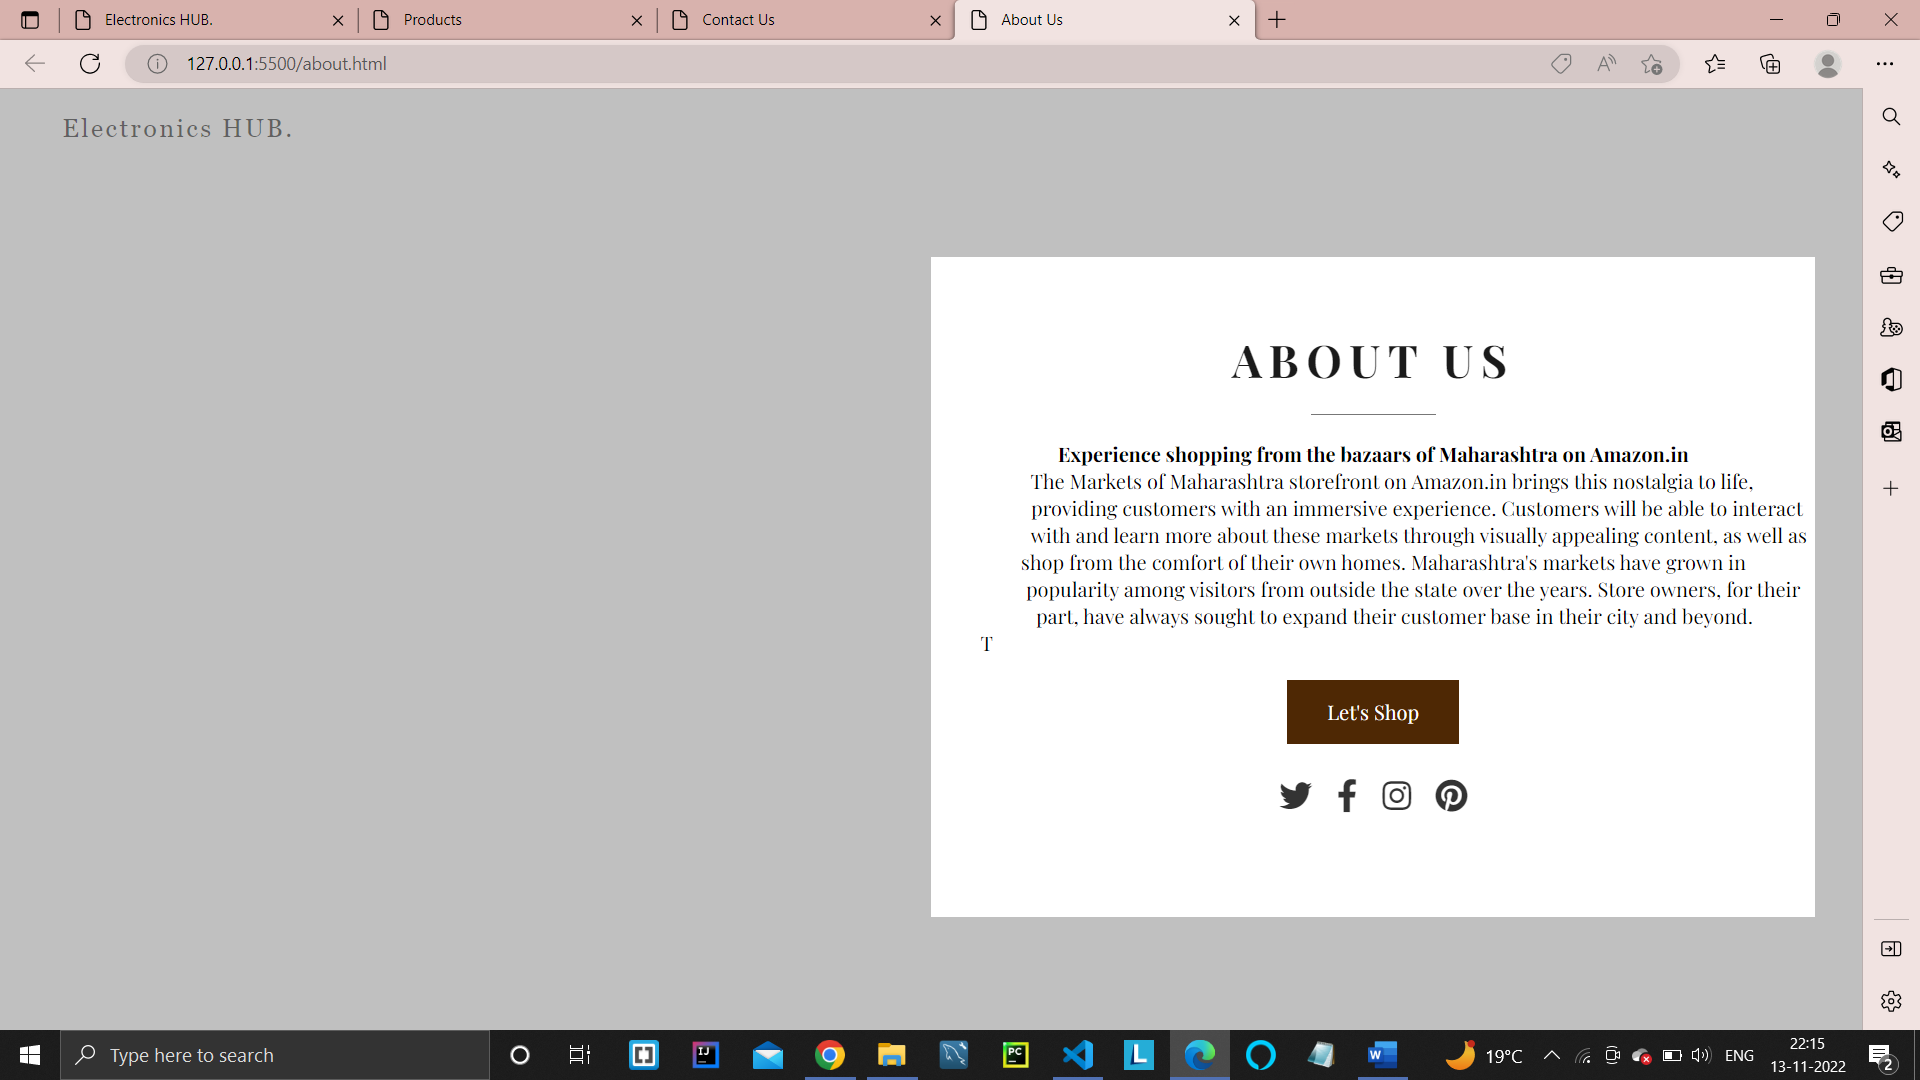 Electronics HUB.
Products
Contact Us
About Us
127.0.0.1:5500/about.html
Electronics HUB.
ABOUT US
Experience shopping from the bazaars of Maharashtra on Amazon.in
The Markets of Maharashtra storefront on Amazon.in brings this nostalgia to life,
providing customers with an immersive experience. Customers will be able to interact
with and learn more about these markets through visually appealing content, as well as
shop from the comfort of their own homes. Maharashtra's markets have grown in
popularity among visitors from outside the state over the years. Store owners, for their
part, have always sought to expand their customer base in their city and beyond.
T
Let's Shop
Type here to search
IJ
PC
L
W
19°C
ENG
22:15
13-11-2022
2